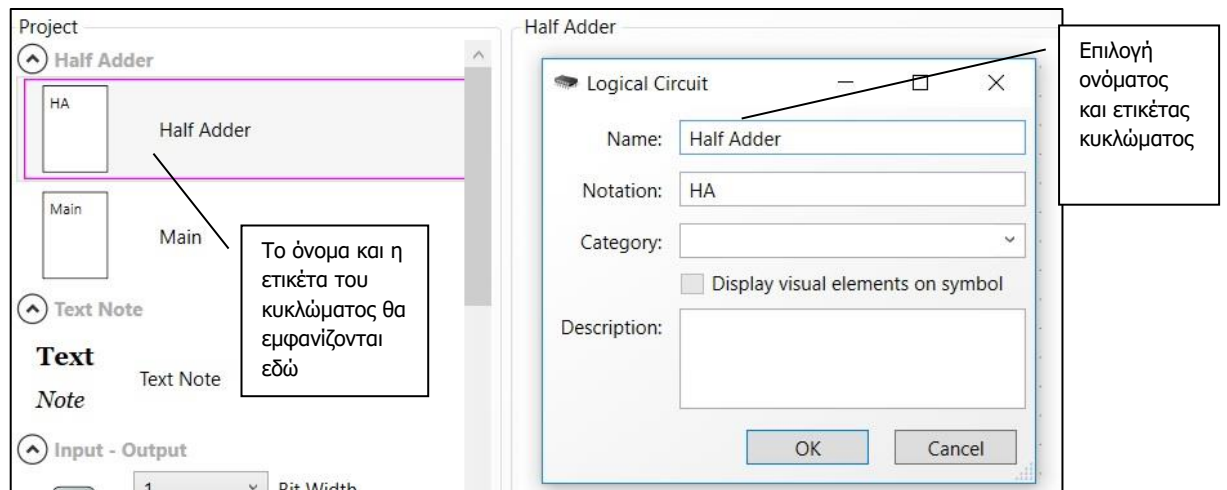 Project
Half Adder
HA
Half Adder
Main
Main
Το όνομα και η
ετικέτα του
κυκλώματος θα
εμφανίζονται
εδώ
Text Note
Text
Note
Text Note
Input - Output
1
Bit Width
Half Adder
Logical Circuit
Name:
Half Adder
Notation:
HA
Category:
Display visual elements on symbol
Description:
OK
Cancel
Επιλογή
ονόματος
και ετικέτας
κυκλώματος